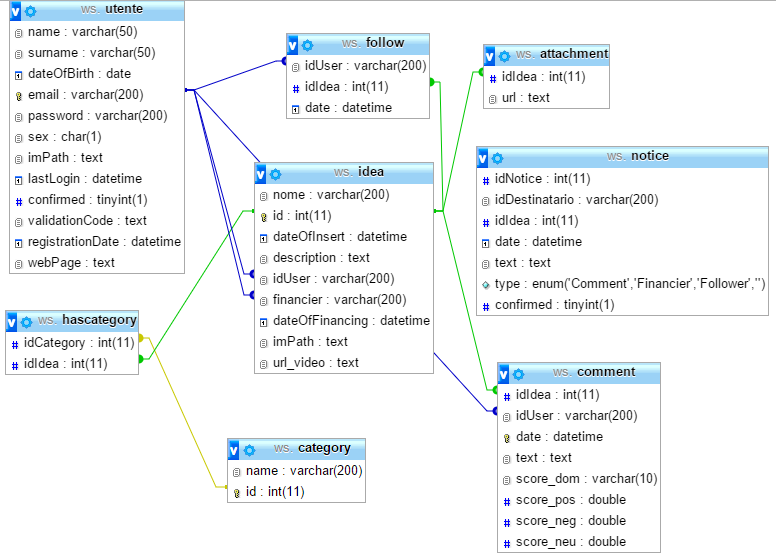 v ws. utente
name : varchar(50)
surname : varchar(50)
dateOfBirth : date
email : varchar(200)
password : varchar(200)
sex : char(1)
imPath : text
lastLogin : datetime
confirmed : tinyint(1)
validationCode : text
registrationDate : datetime
webPage : text
v ws. follow
idUser : varchar(200)
# idIdea : int(11)
date : datetime
v ws. attachment
# idIdea : int(11)
url : text
v ws. notice
# idNotice : int(11)
idDestinatario : varchar(200)
# idIdea : int(11)
date : datetime
text : text
type : enum('Comment','Financier','Follower','')
# confirmed : tinyint(1)
v ws. idea
nome : varchar(200)
id : int(11)
dateOfInsert : datetime
description : text
idUser : varchar(200)
financier : varchar(200)
dateOfFinancing : datetime
imPath : text
url_video : text
v ws. hascategory
# idCategory : int(11)
# idIdea : int(11)
v ws. category
name : varchar(200)
id : int(11)
v ws. comment
# idIdea : int(11)
idUser : varchar(200)
date : datetime
text : text
score_dom : varchar(10)
# score_pos : double
# score_neg : double
# score_neu : double